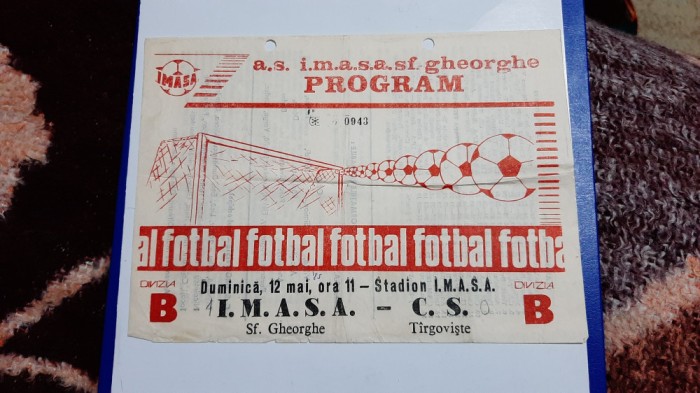 IMASA
a.s. i.m.a.s.a. sf. gheorghe
PROGRAM
0943
al fotbal fotbal fotbal fotbal fotba
Duminică, 12 mai, ora 11 — Stadion I.M.A.S.A.
DIVIZIA B
I.M.A.S.A. - C. S.
DIVIZIA B
Sf. Gheorghe Tîrgoviște